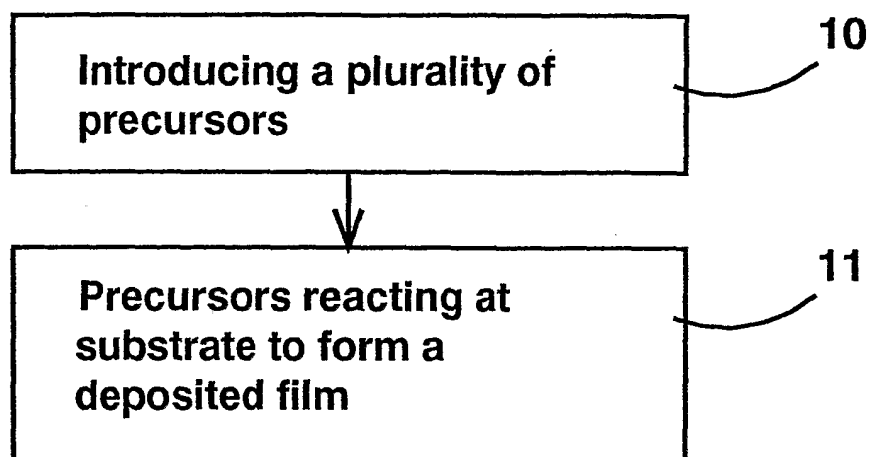 10
Introducing a plurality of
precursors
11
Precursors reacting at
substrate to form a
deposited film